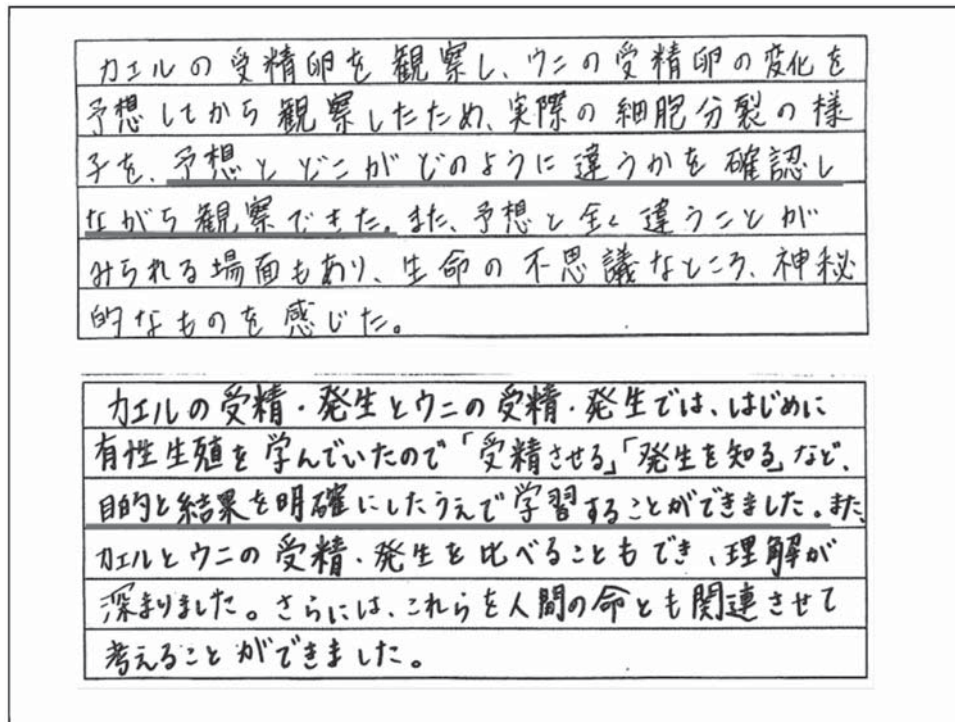 カエルの受精卵を観察し、ウニの受精卵の変化を
予想してから観察したため、実際の細胞分裂の様
子を、予想とどこがどのように違うかを確認し
ながら観察できた。また、予想と全く違うことが
みられる場面もあり、生命の不思議なところ、神秘
的なものを感じた。
カエルの受精・発生とウニの受精・発生では、はじめに
有性生殖を学んでいたので「受精させる」「発生を知る」など、
目的と結果を明確にしたうえで学習することができました。また、
カエルとウニの受精・発生を比べることもでき、理解が
深まりました。さらには、これらを人間の命とも関連させて
考えることができました。